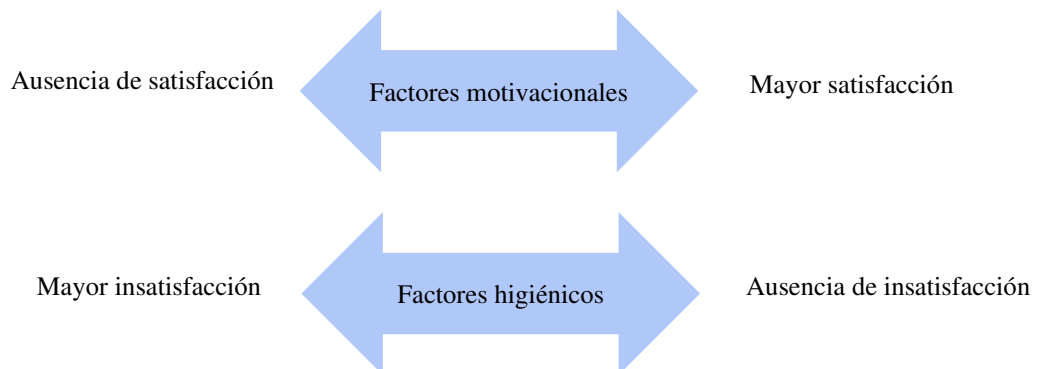 Ausencia de satisfacción
Factores motivacionales
Mayor satisfacción
Mayor insatisfacción
Factores higiénicos
Ausencia de insatisfacción